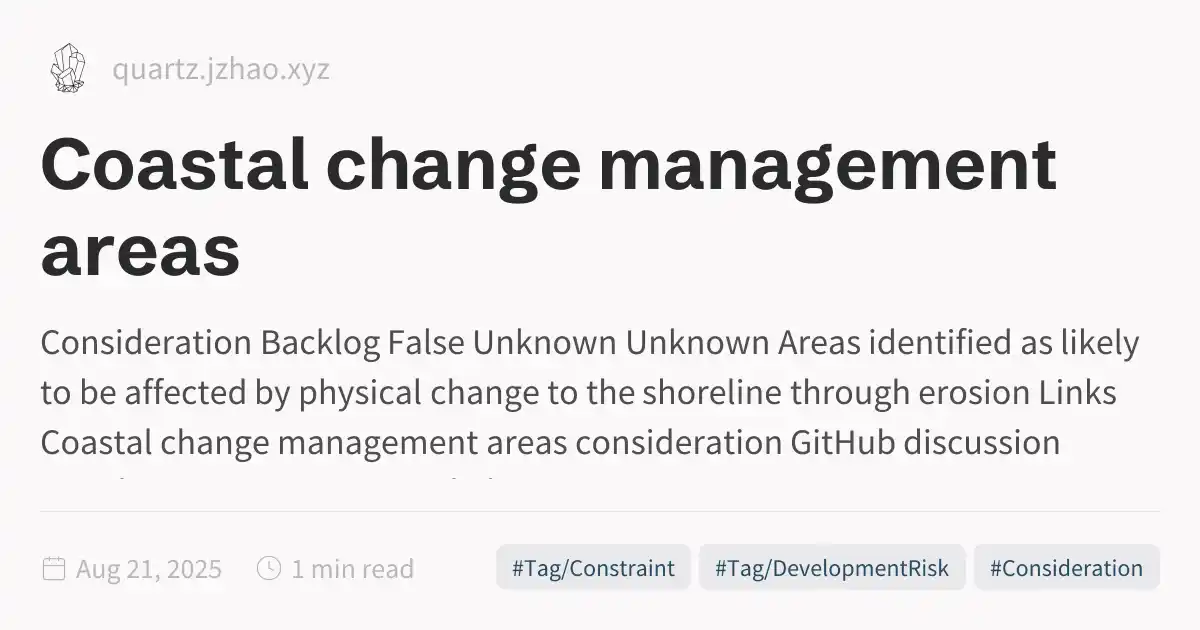 quartz.jzhao.xyz
Coastal change management
areas
Consideration Backlog False Unknown Unknown Areas identified as likely
to be affected by physical change to the shoreline through erosion Links
Coastal change management areas consideration GitHub discussion
Aug 21, 2025
1 min read
#Tag/Constraint
#Tag/DevelopmentRisk
#Consideration